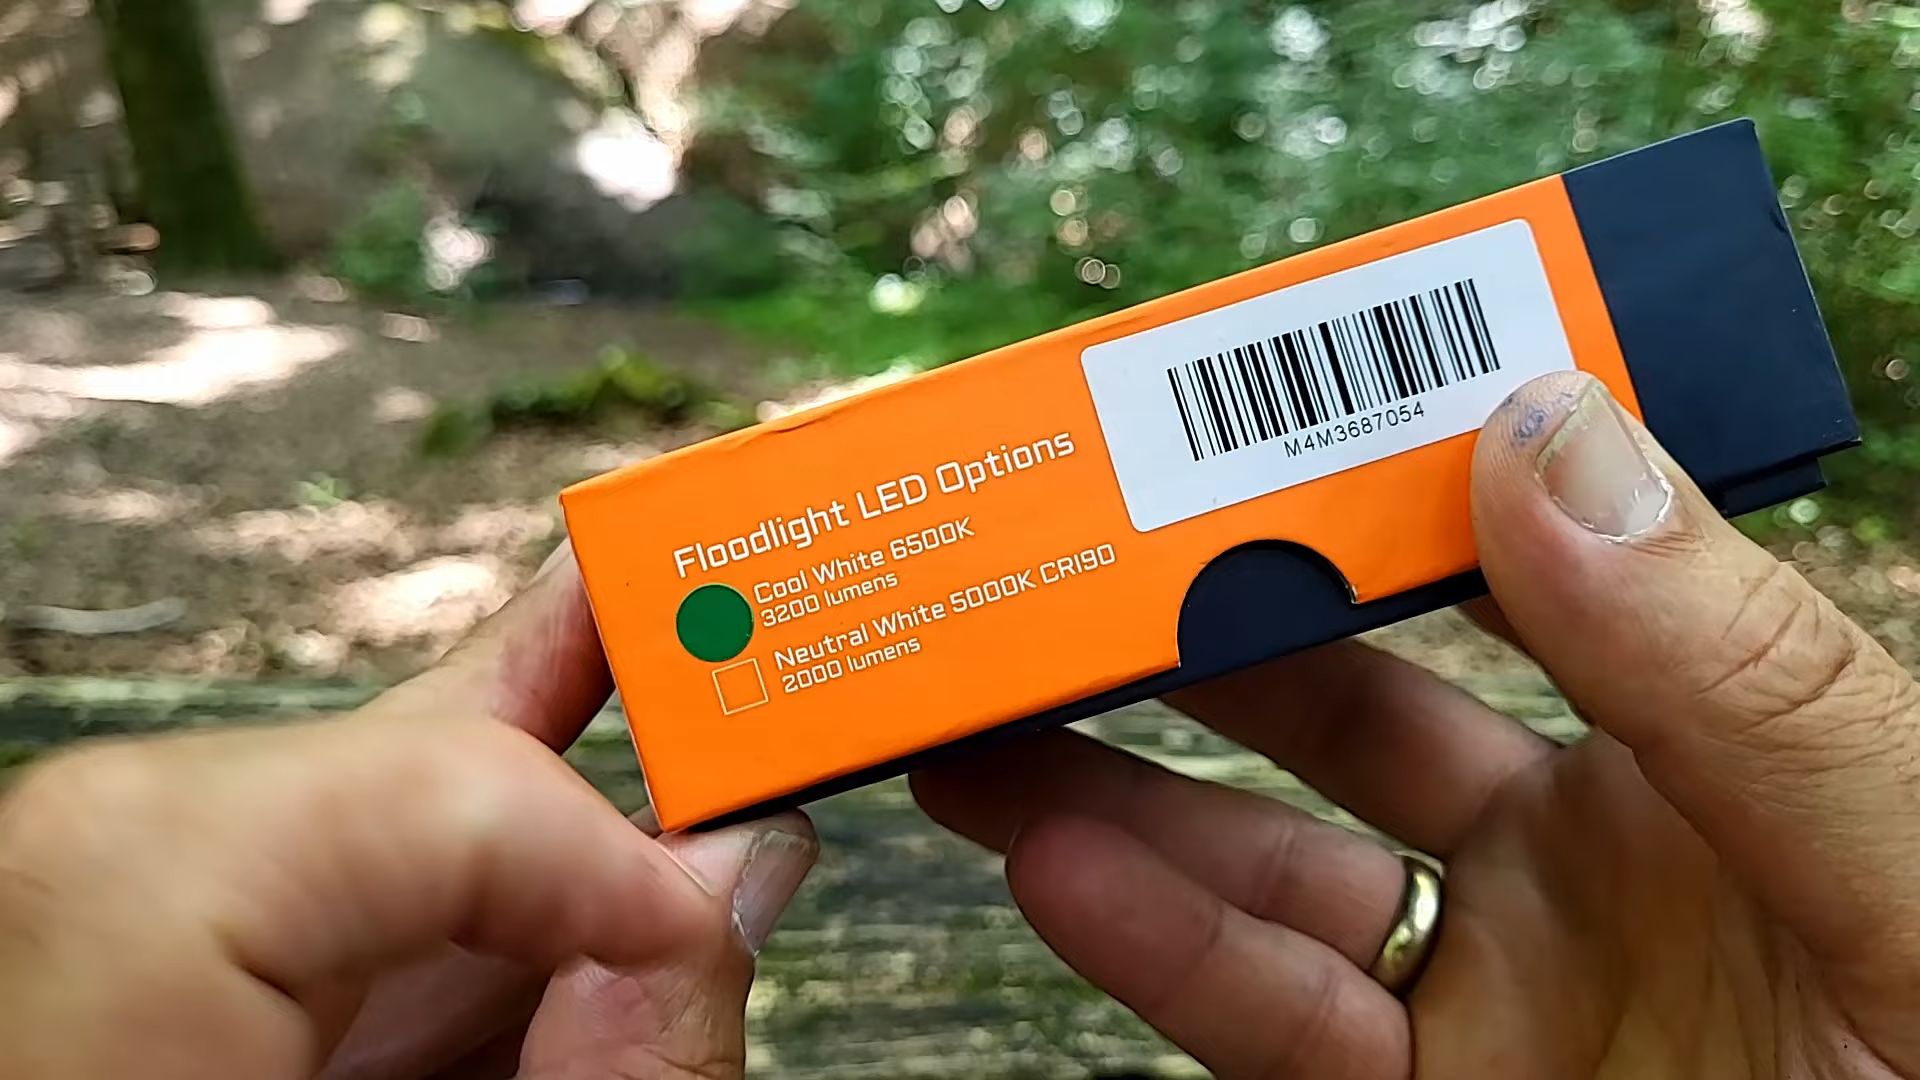 Floodlight LED Options
Cool White 6500K
3200 lumens
Neutral White 5000K CRI90
2000 lumens
M4M3687054